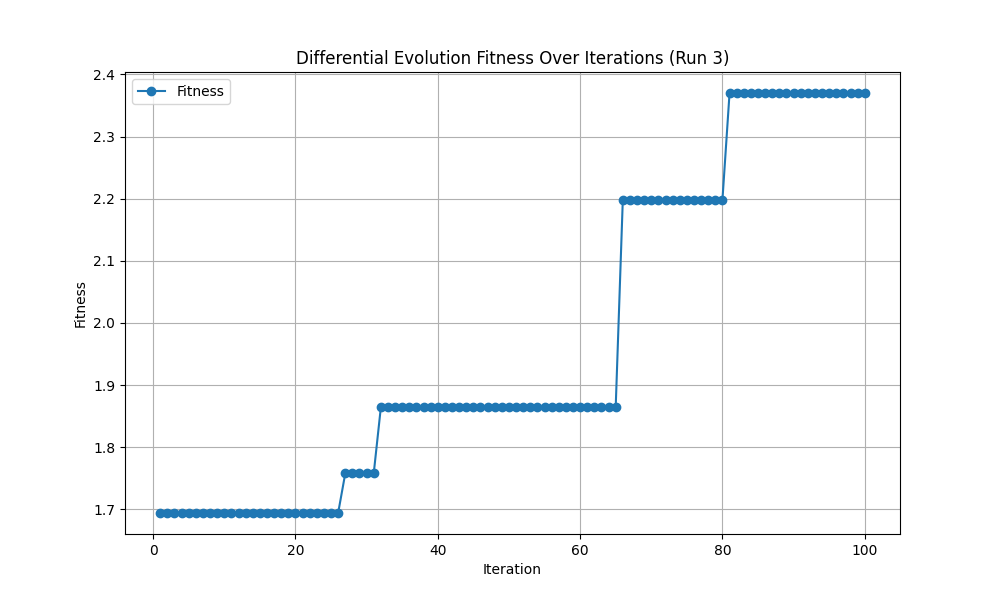 Differential Evolution Fitness Over Iterations (Run 3)
Fitness
2.4
2.3
2.2
2.1
2.0
1.9
1.8
1.7
Fitness
0 20 40 60 80 100
Iteration